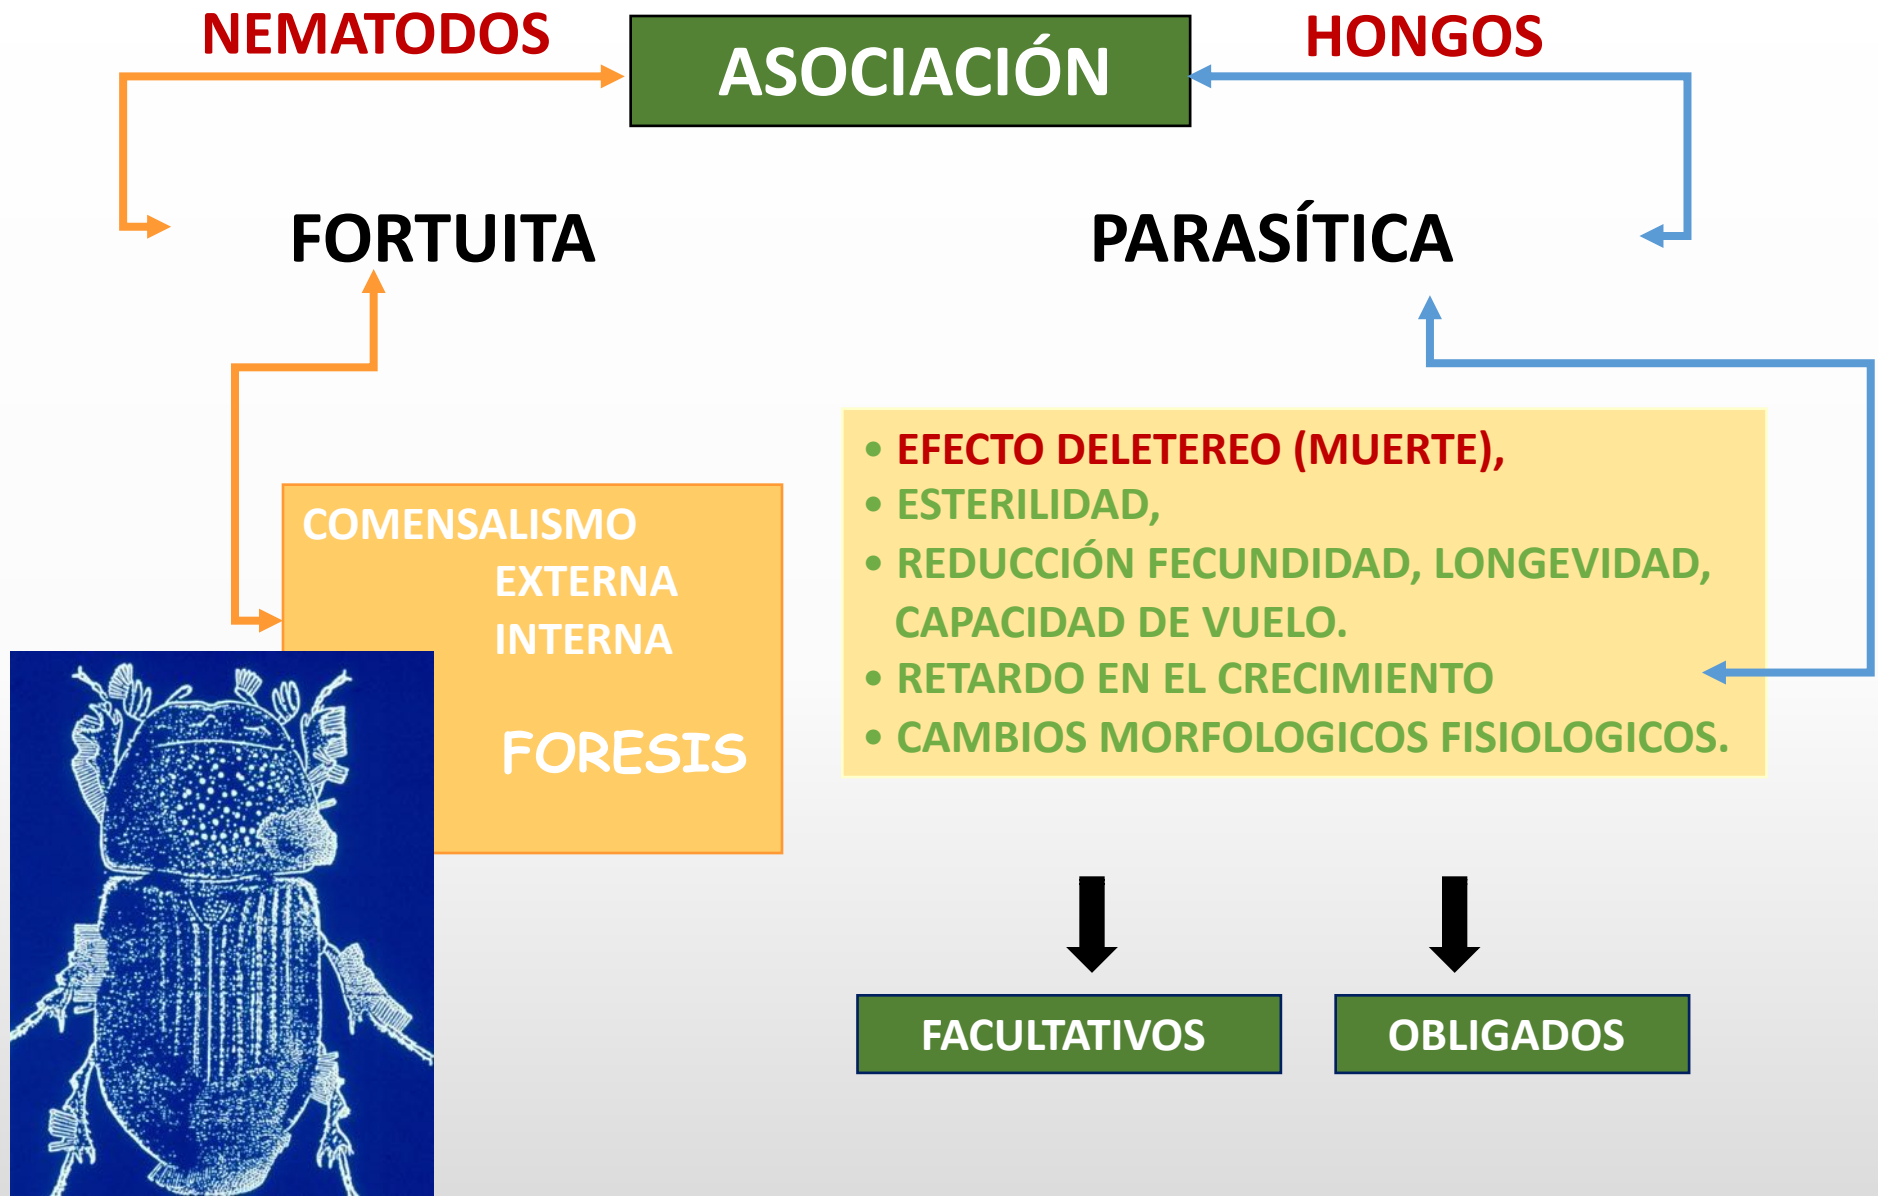 NEMATODOS
ASOCIACIÓN
HONGOS
FORTUITA
PARASÍTICA
COMENSALISMO
EXTERNA
INTERNA
FORESIS
• EFECTO DELETEREO (MUERTE),
• ESTERILIDAD,
• REDUCCIÓN FECUNDIDAD, LONGEVIDAD,
CAPACIDAD DE VUELO.
• RETARDO EN EL CRECIMIENTO
• CAMBIOS MORFOLOGICOS FISIOLOGICOS.
FACULTATIVOS
OBLIGADOS